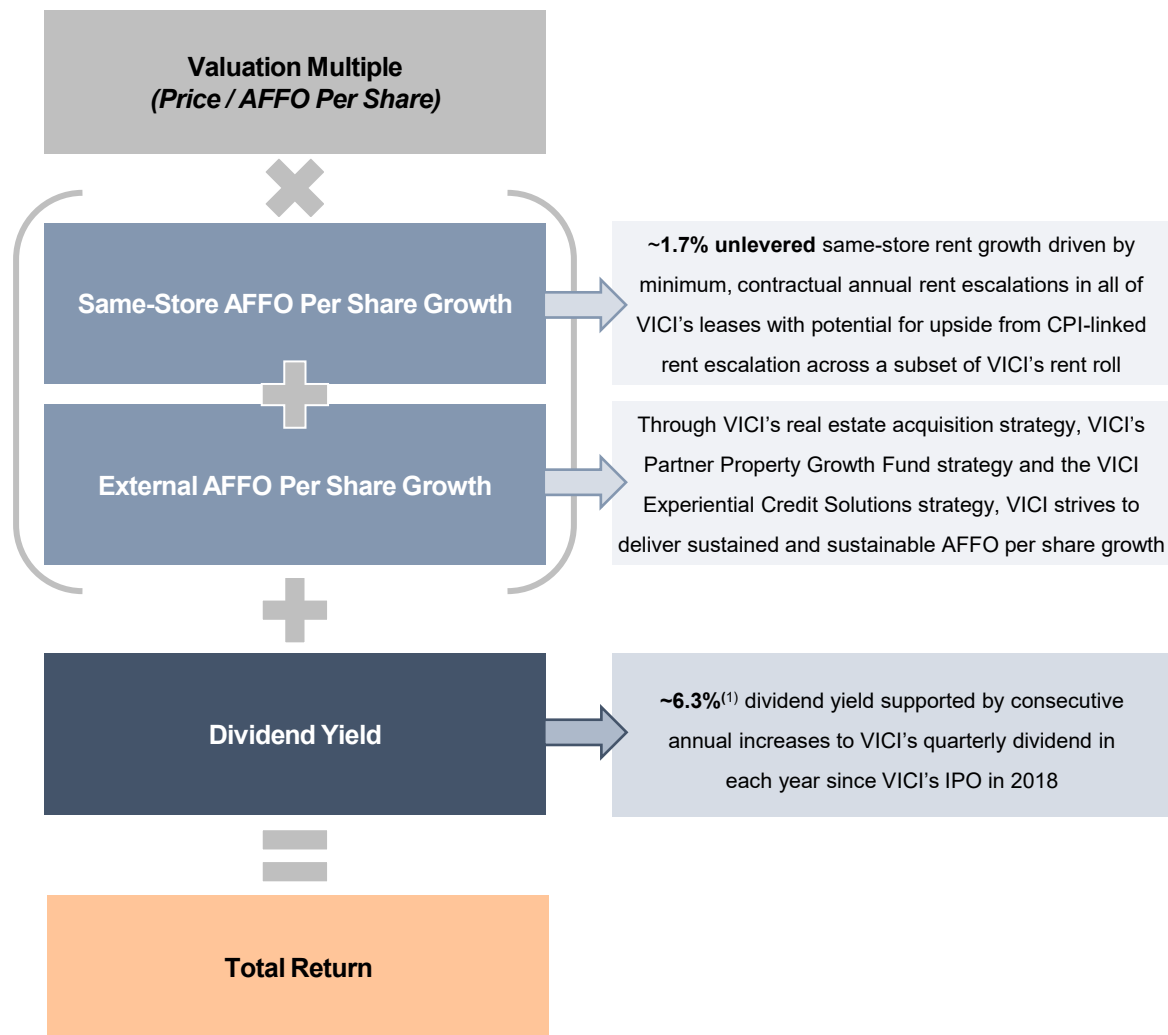 Valuation Multiple
(Price / AFFO Per Share)
Same-Store AFFO Per Share Growth
~1.7% unlevered same-store rent growth driven by
minimum, contractual annual rent escalations in all of
VICI’s leases with potential for upside from CPI-linked
rent escalation across a subset of VICI’s rent roll
External AFFO Per Share Growth
Through VICI’s real estate acquisition strategy, VICI’s
Partner Property Growth Fund strategy and the VICI
Experiential Credit Solutions strategy, VICI strives to
deliver sustained and sustainable AFFO per share growth
Dividend Yield
~6.3%(1) dividend yield supported by consecutive
annual increases to VICI’s quarterly dividend in
each year since VICI’s IPO in 2018
Total Return